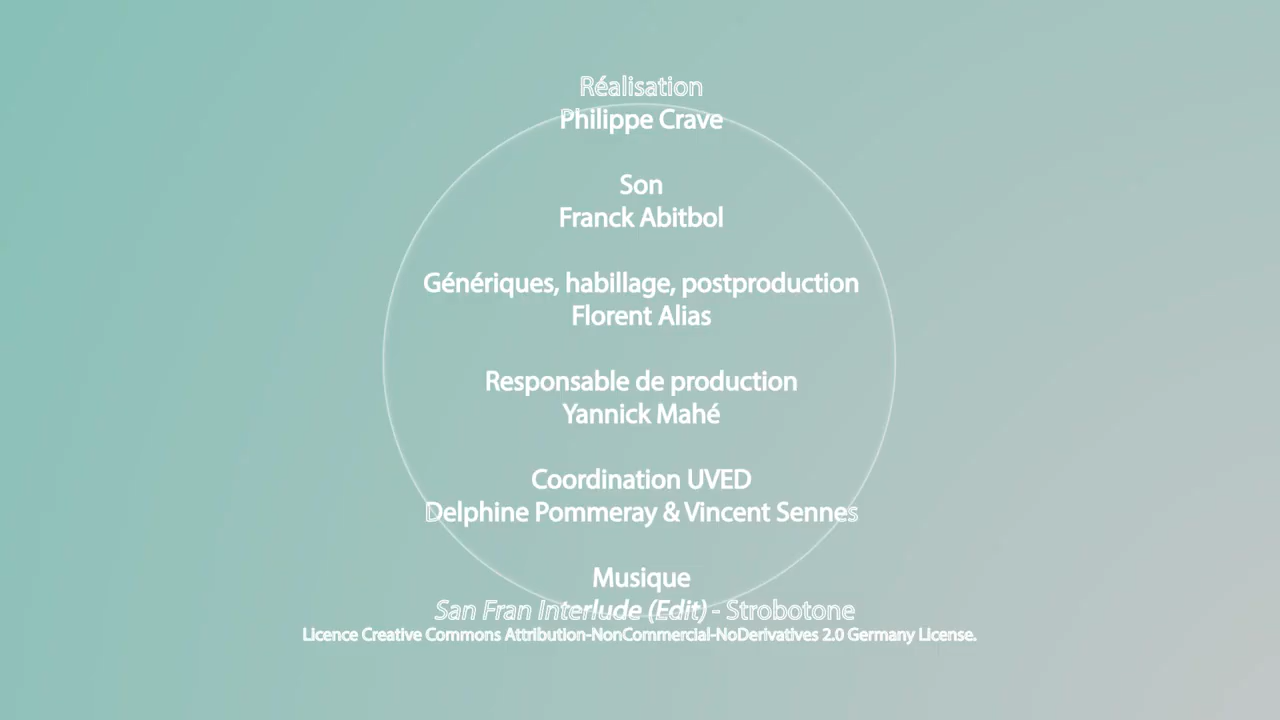 Réalisation
Philippe Crave
Son
Franck Abitbol
Génériques, habillage, postproduction
Florent Alias
Responsable de production
Yannick Mahé
Coordination UVED
Delphine Pommeray & Vincent Sennes
Musique
San Fran Interlude (Edit) - Strobotone
Licence Creative Commons Attribution-NonCommercial-NoDerivatives 2.0 Germany License.